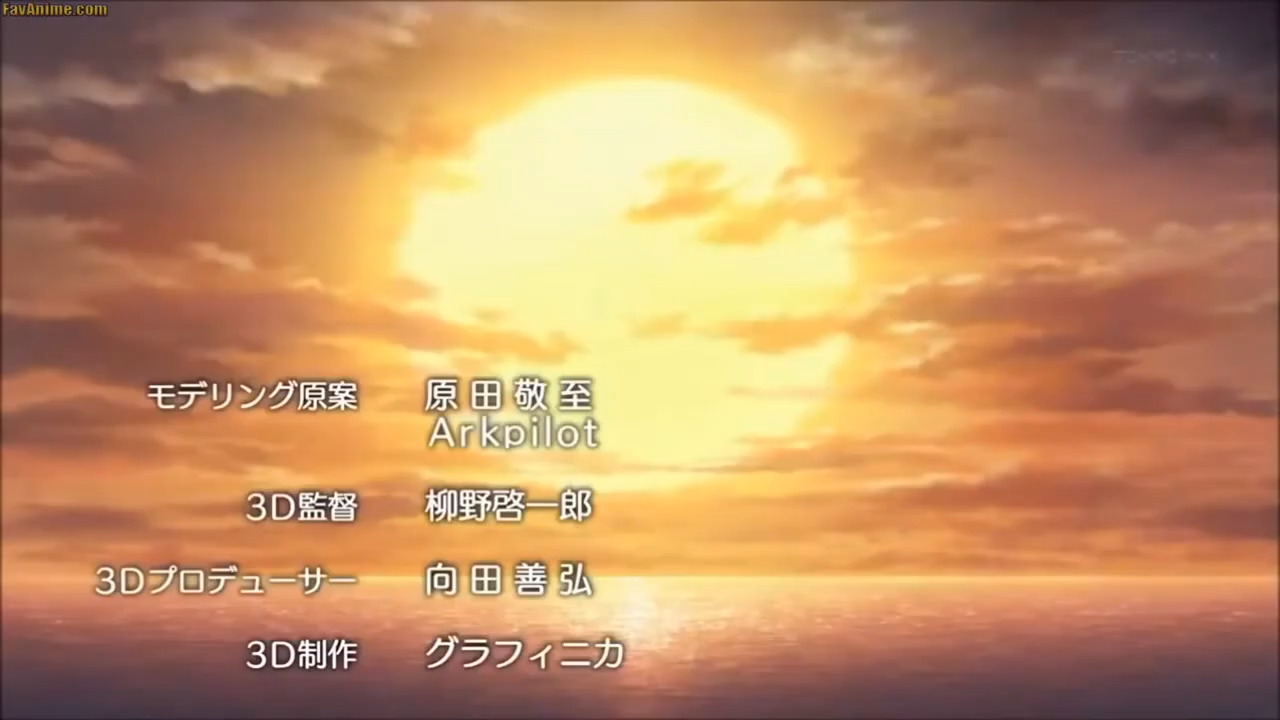 FavAnime.com
モデリング原案 原田敬至
Arkpilot
3D監督 柳野啓一郎
3Dプロデューサー 向田善弘
3D制作 グラフィニカ